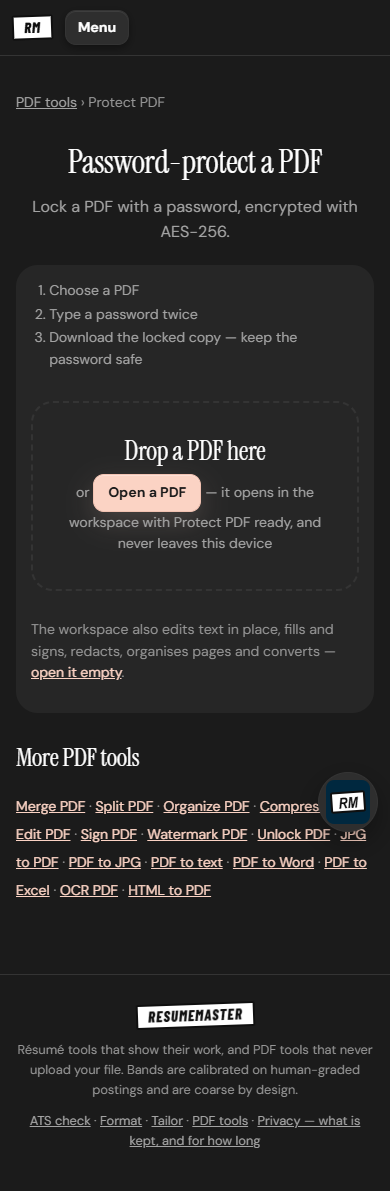 RM
Menu
PDF tools › Protect PDF
Password-protect a PDF
Lock a PDF with a password, encrypted with
AES-256.
1. Choose a PDF
2. Type a password twice
3. Download the locked copy — keep the
password safe
Drop a PDF here
or Open a PDF — it opens in the
workspace with Protect PDF ready, and
never leaves this device
The workspace also edits text in place, fills and
signs, redacts, organises pages and converts —
open it empty.
More PDF tools
Merge PDF · Split PDF · Organize PDF · Compres
RM
Edit PDF · Sign PDF · Watermark PDF · Unlock PDF · JPG
to PDF · PDF to JPG · PDF to text · PDF to Word · PDF to
Excel · OCR PDF · HTML to PDF
RESUMEMASTER
Résumé tools that show their work, and PDF tools that never
upload your file. Bands are calibrated on human-graded
postings and are coarse by design.
ATS check · Format · Tailor · PDF tools · Privacy — what is
kept, and for how long